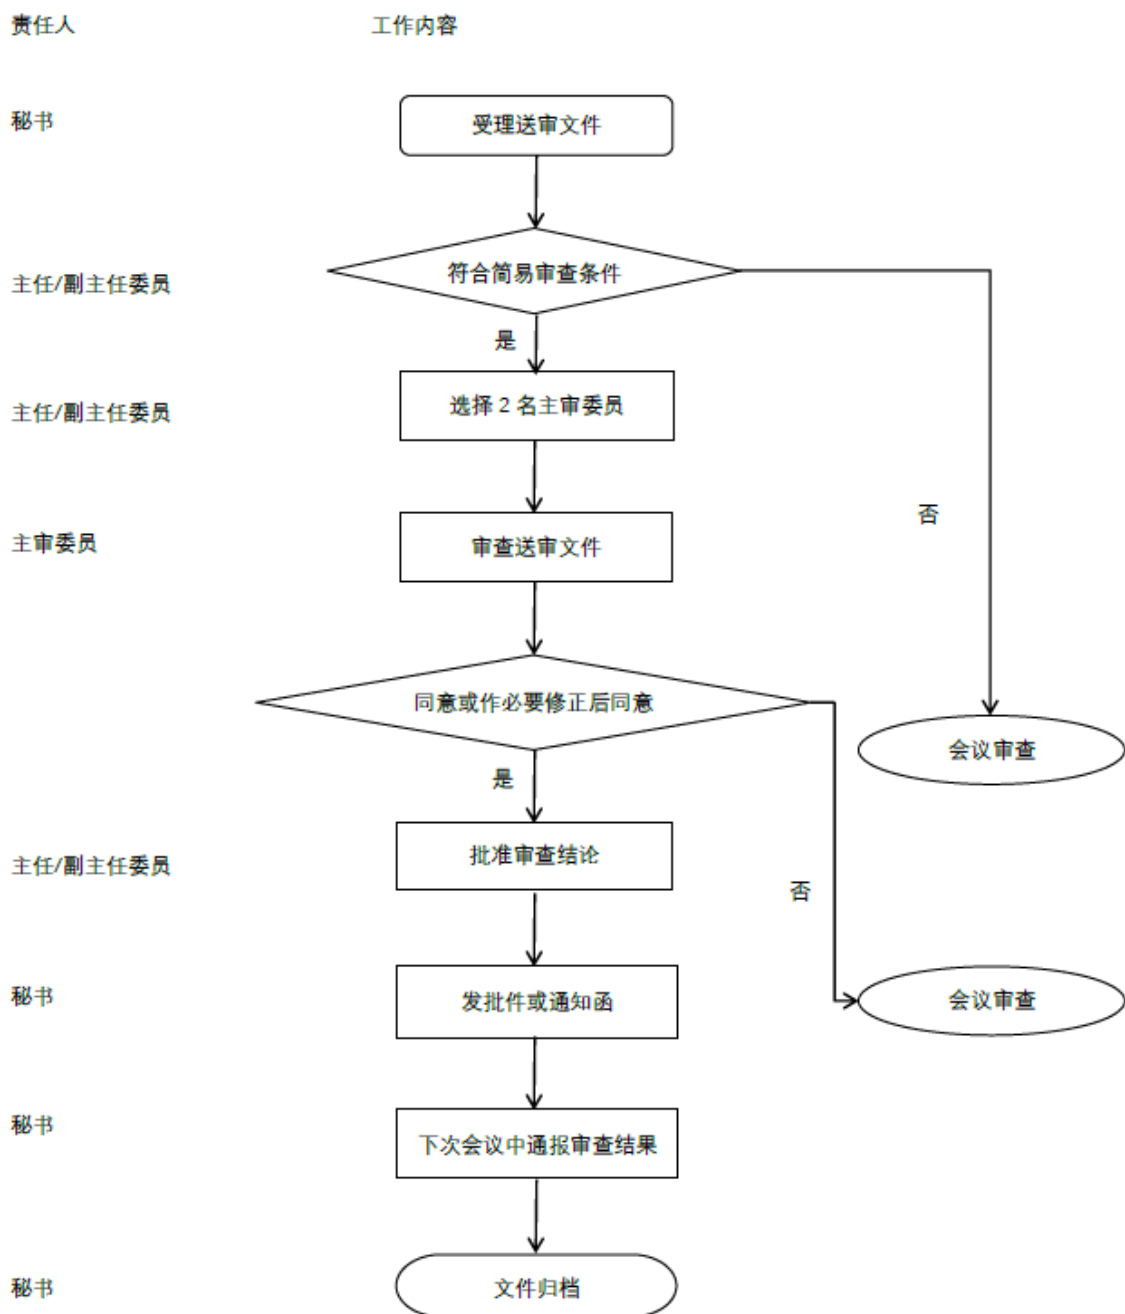 责任人 工作内容
秘书 受理送审文件
主任/副主任委员 符合简易审查条件
是
主任/副主任委员 选择 2 名主审委员
否
主审委员 审查送审文件
同意或作必要修正后同意
会议审查
是
主任/副主任委员 批准审查结论
否
秘书 发批件或通知函 会议审查
秘书 下次会议中通报审查结果
秘书 文件归档